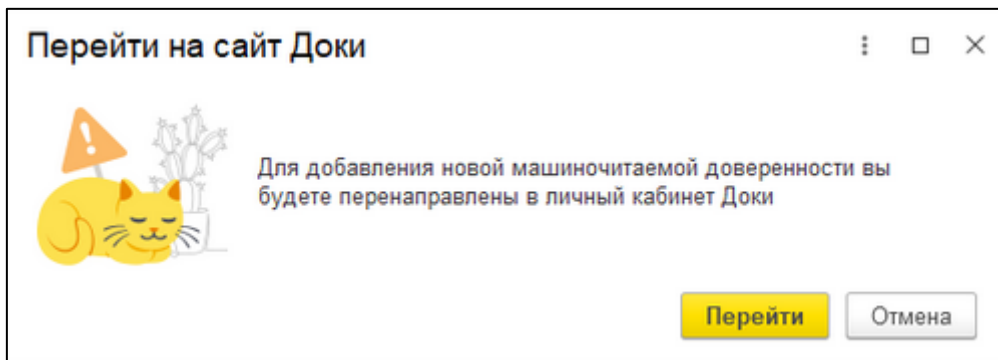 Перейти на сайт Доки
Для добавления новой машиночитаемой доверенности вы
будете перенаправлены в личный кабинет Доки
Перейти
Отмена